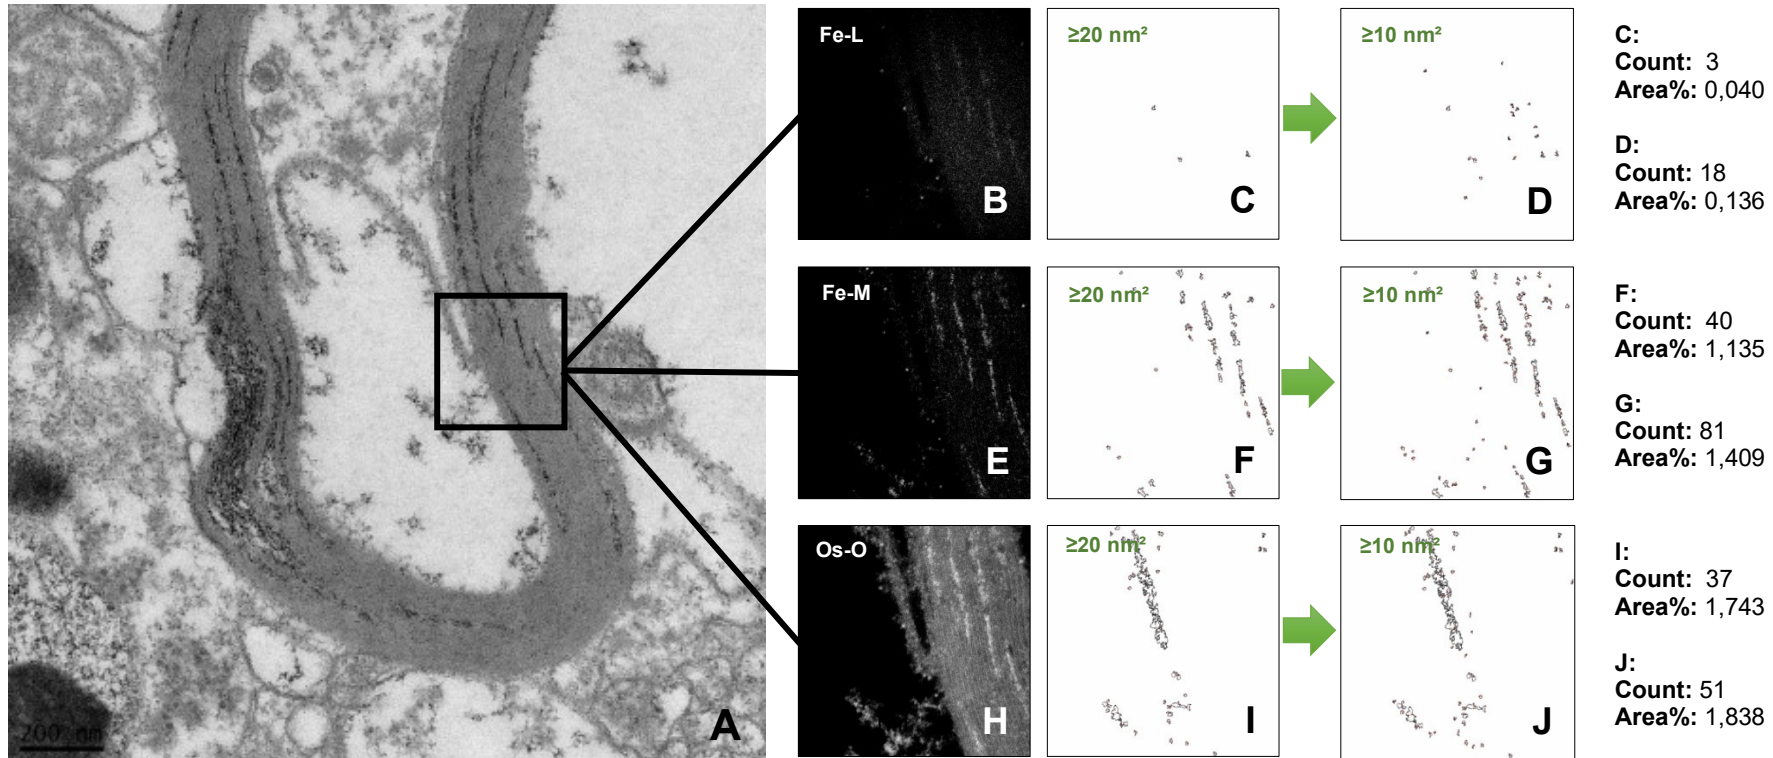 200 nm
A
Fe-L
B
≥20 nm²
C
≥10 nm²
D
C:
Count: 3
Area%: 0,040
D:
Count: 18
Area%: 0,136
Fe-M
E
≥20 nm²
F
≥10 nm²
G
F:
Count: 40
Area%: 1,135
G:
Count: 81
Area%: 1,409
Os-O
H
≥20 nm²
I
≥10 nm²
J
I:
Count: 37
Area%: 1,743
J:
Count: 51
Area%: 1,838